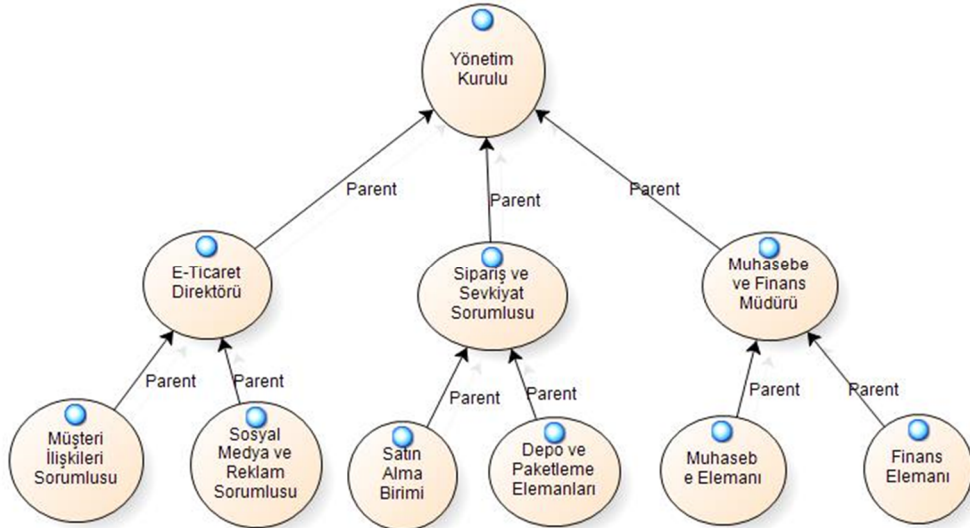 Yönetim
Kurulu
Parent
Parent
Parent
E-Ticaret
Direktörü
Sipariş ve
Sevkiyat
Sorumlusu
Muhasebe
ve Finans
Müdürü
Parent
Parent
Parent
Parent
Parent
Parent
Müşteri
İlişkileri
Sorumlusu
Sosyal
Medya ve
Reklam
Sorumlusu
Satın
Alma
Birimi
Depo ve
Paketleme
Elemanları
Muhaseb
e Elemanı
Finans
Elemanı